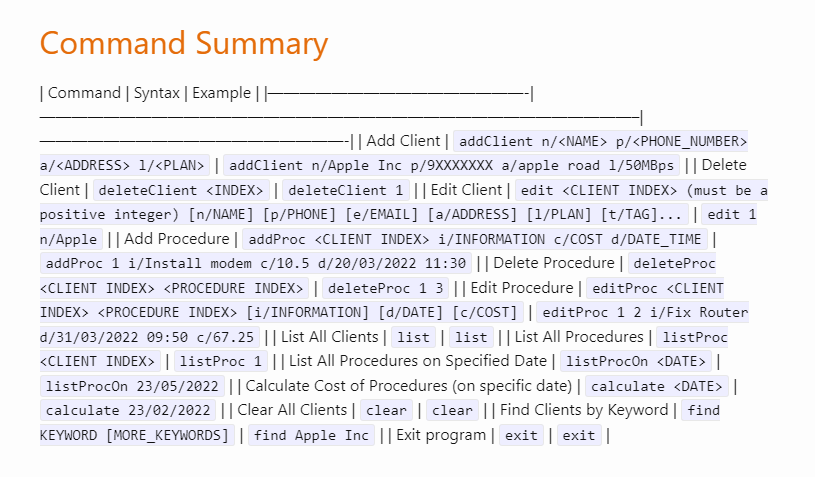 Command Summary
| Command | Syntax | Example | |————————————————-|
———————————————————————————————————————–|
———————————————————-| | Add Client | addClient n/<NAME> p/<PHONE_NUMBER>
a/<ADDRESS> l/<PLAN> | addClient n/Apple Inc p/9XXXXXXX a/apple road l/50MBps | | Delete
Client | deleteClient <INDEX> | deleteClient 1 | | Edit Client | edit <CLIENT INDEX> (must be a
positive integer) [n/NAME] [p/PHONE] [e/EMAIL] [a/ADDRESS] [l/PLAN] [t/TAG]... | edit 1
n/Apple | | Add Procedure | addProc <CLIENT INDEX> i/INFORMATION c/COST d/DATE_TIME |
addProc 1 i/Install modem c/10.5 d/20/03/2022 11:30 | | Delete Procedure | deleteProc
<CLIENT INDEX> <PROCEDURE INDEX> | deleteProc 1 3 | | Edit Procedure | editProc <CLIENT
INDEX> <PROCEDURE INDEX> [i/INFORMATION] [d/DATE] [c/COST] | editProc 1 2 i/Fix Router
d/31/03/2022 09:50 c/67.25 | | List All Clients | list | list | | List All Procedures | listProc
<CLIENT INDEX> | listProc 1 | | List All Procedures on Specified Date | listProcOn <DATE> |
listProcOn 23/05/2022 | | Calculate Cost of Procedures (on specific date) | calculate <DATE> |
calculate 23/02/2022 | | Clear All Clients | clear | clear | | Find Clients by Keyword | find
KEYWORD [MORE_KEYWORDS] | find Apple Inc | | Exit program | exit | exit |